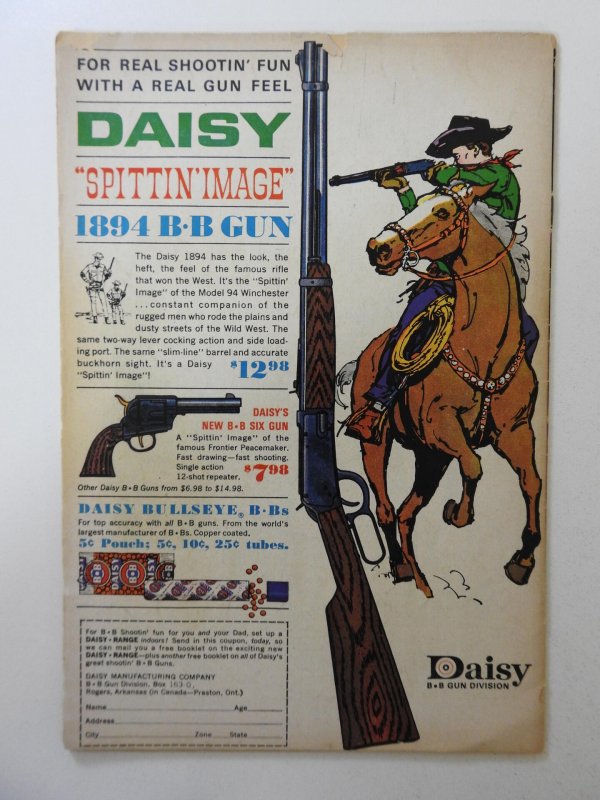 FOR REAL SHOOTIN' FUN
WITH A REAL GUN FEEL
DAISY
"SPITTIN' IMAGE"
1894 B•B GUN
The Daisy 1894 has the look, the
heft, the feel of the famous rifle
that won the West. It's the "Spittin'
Image" of the Model 94 Winchester
...constant companion of the
rugged men who rode the plains and
dusty streets of the Wild West. The
same two-way lever cocking action and side load-
ing port. The same "slim-line" barrel and accurate
buckhorn sight. It's a Daisy
"Spittin' Image"! $12.98
DAISY'S
NEW B•B SIX GUN
A "Spittin' Image" of the
famous Frontier Peacemaker.
Fast drawing—fast shooting.
Single action
12-shot repeater. $7.98
Other Daisy B•B Guns from $6.98 to $14.98.
DAISY BULLSEYE® B•Bs
For top accuracy with all B•B guns. From the world's
largest manufacturer of B•Bs. Copper coated.
5¢ Pouch; 5¢, 10¢, 25¢ tubes.
DAISY
B•B
For B•B Shootin' fun for you and your Dad, set up a
DAISY-RANGE indoors! Send in this coupon, today, so
we can mail you a free booklet on the exciting new
DAISY-RANGE—plus another free booklet on all of Daisy's
great shootin' B•B Guns.
DAISY MANUFACTURING COMPANY
B•B Gun Division, Box 163-O,
Rogers, Arkansas (in Canada—Preston, Ont.)
Name Age
Address
City Zone State
Daisy
B•B GUN DIVISION